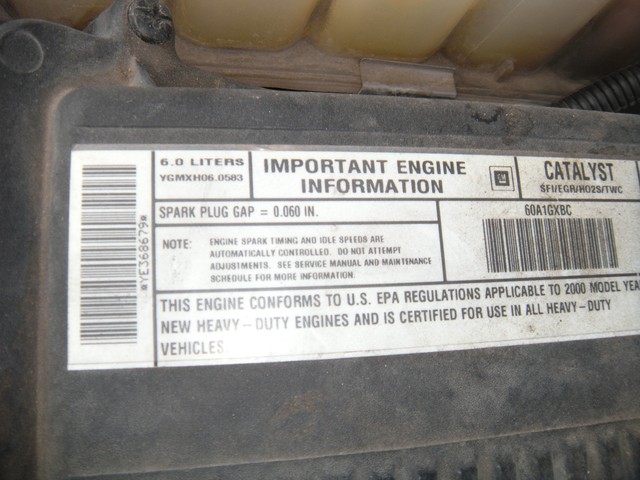 *YE368679*
6.0 LITERS
YGMXH06.0583
IMPORTANT ENGINE
INFORMATION
GM
CATALYST
SFI/EGR/HO2S/TWC
SPARK PLUG GAP = 0.060 IN.
60A1GXBC
NOTE: ENGINE SPARK TIMING AND IDLE SPEEDS ARE
AUTOMATICALLY CONTROLLED. DO NOT ATTEMPT
ADJUSTMENTS. SEE SERVICE MANUAL AND MAINTENANCE
SCHEDULE FOR MORE INFORMATION.
THIS ENGINE CONFORMS TO U.S. EPA REGULATIONS APPLICABLE TO 2000 MODEL YEA
NEW HEAVY-DUTY ENGINES AND IS CERTIFIED FOR USE IN ALL HEAVY-DUTY
VEHICLES